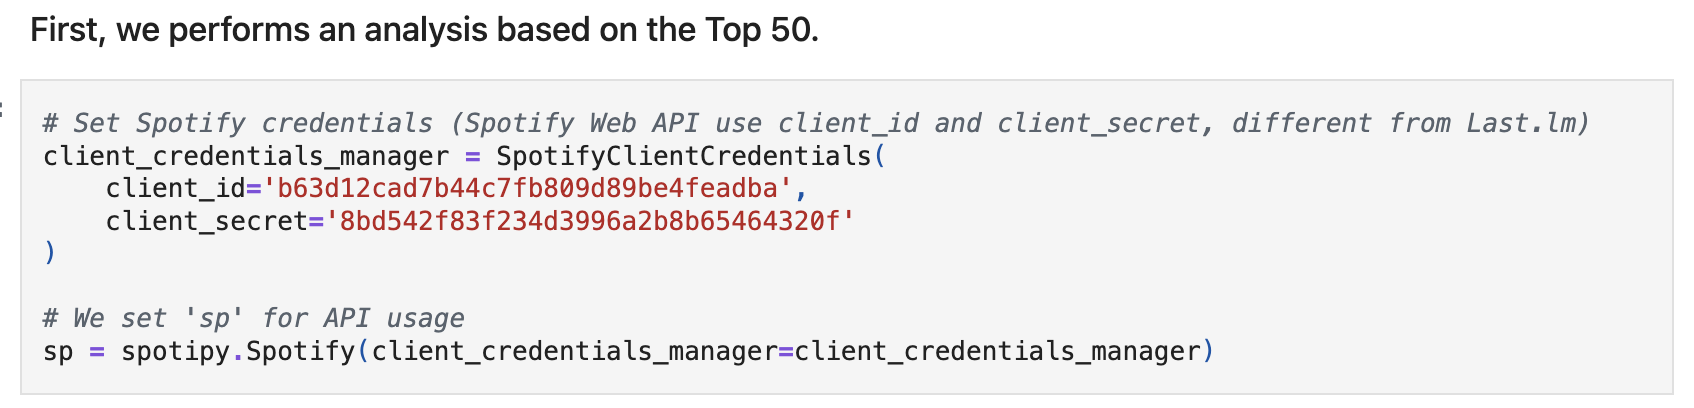 First, we performs an analysis based on the Top 50.
:
# Set Spotify credentials (Spotify Web API use client_id and client_secret, different from Last.lm)
client_credentials_manager = SpotifyClientCredentials(
    client_id='b63d12cad7b44c7fb809d89be4feadba',
    client_secret='8bd542f83f234d3996a2b8b65464320f'
)
# We set 'sp' for API usage
sp = spotipy.Spotify(client_credentials_manager=client_credentials_manager)